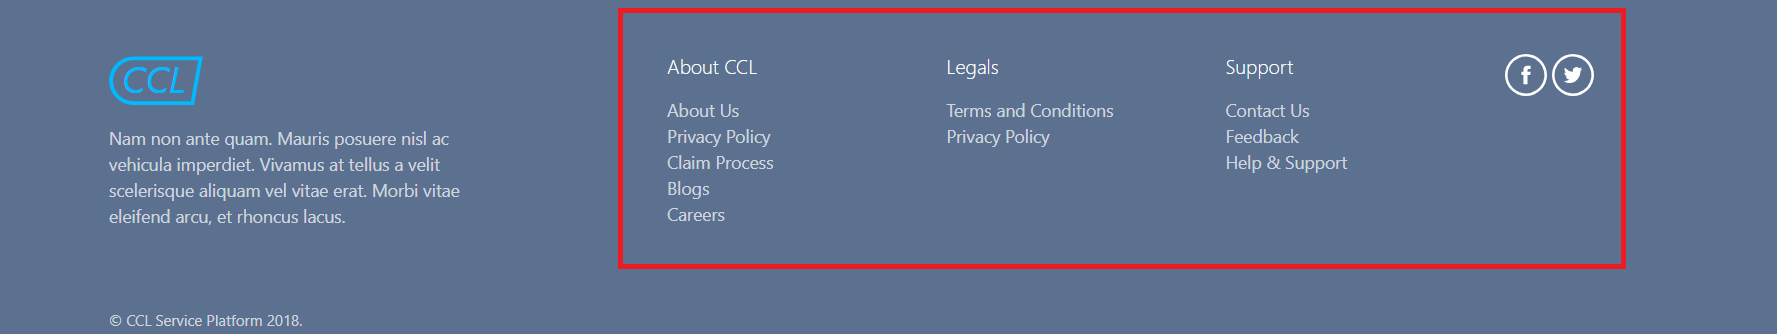 CCL
Nam non ante quam. Mauris posuere nisl ac
vehicula imperdiet. Vivamus at tellus a velit
scelerisque aliquam vel vitae erat. Morbi vitae
eleifend arcu, et rhoncus lacus.
About CCL
About Us
Privacy Policy
Claim Process
Blogs
Careers
Legals
Terms and Conditions
Privacy Policy
Support
Contact Us
Feedback
Help & Support
© CCL Service Platform 2018.